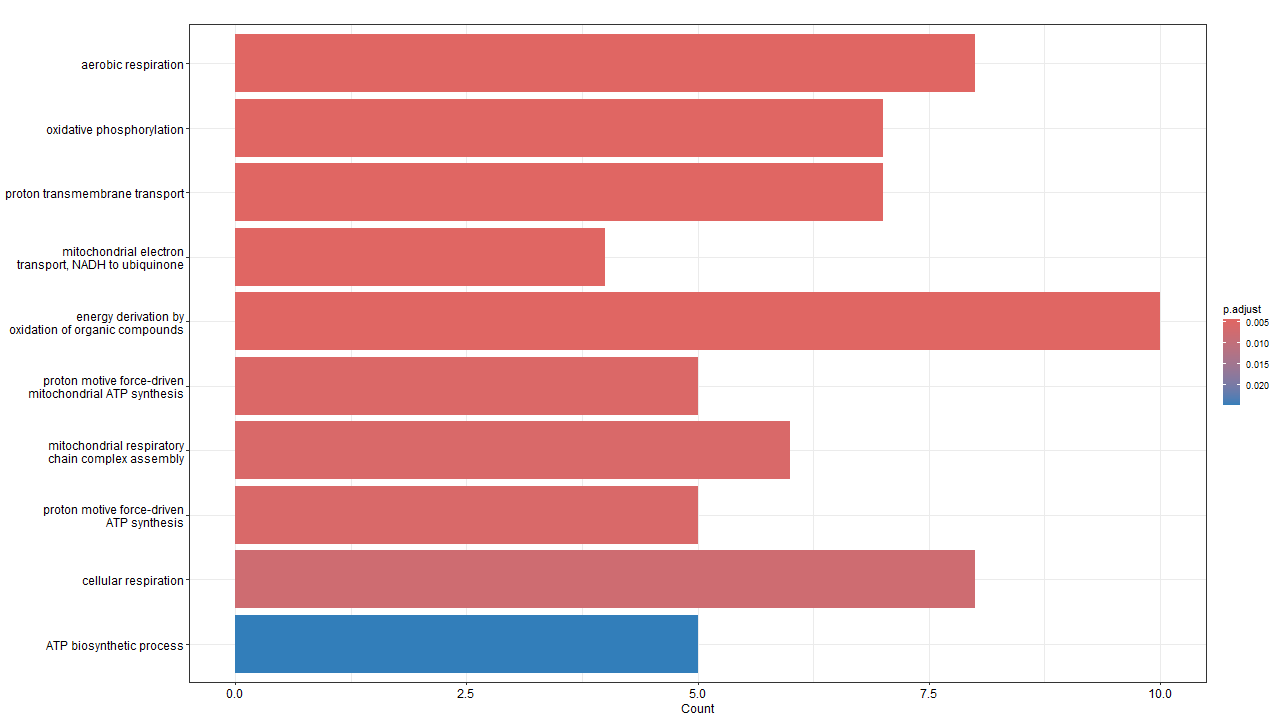 aerobic respiration
oxidative phosphorylation
proton transmembrane transport
mitochondrial electron
transport, NADH to ubiquinone
energy derivation by
oxidation of organic compounds
proton motive force-driven
mitochondrial ATP synthesis
mitochondrial respiratory
chain complex assembly
proton motive force-driven
ATP synthesis
cellular respiration
ATP biosynthetic process
0.0
2.5
5.0
7.5
10.0
Count
p.adjust
0.005
0.010
0.015
0.020